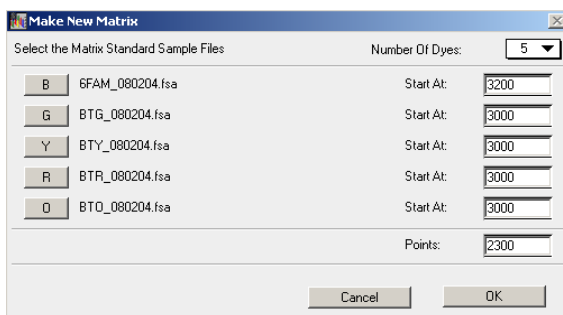 Make New Matrix
Select the Matrix Standard Sample Files Number Of Dyes: 5
B 6FAM_080204.fsa Start At: 3200
G BTG_080204.fsa Start At: 3000
Y BTY_080204.fsa Start At: 3000
R BTR_080204.fsa Start At: 3000
O BTO_080204.fsa Start At: 3000
Points: 2300
Cancel OK